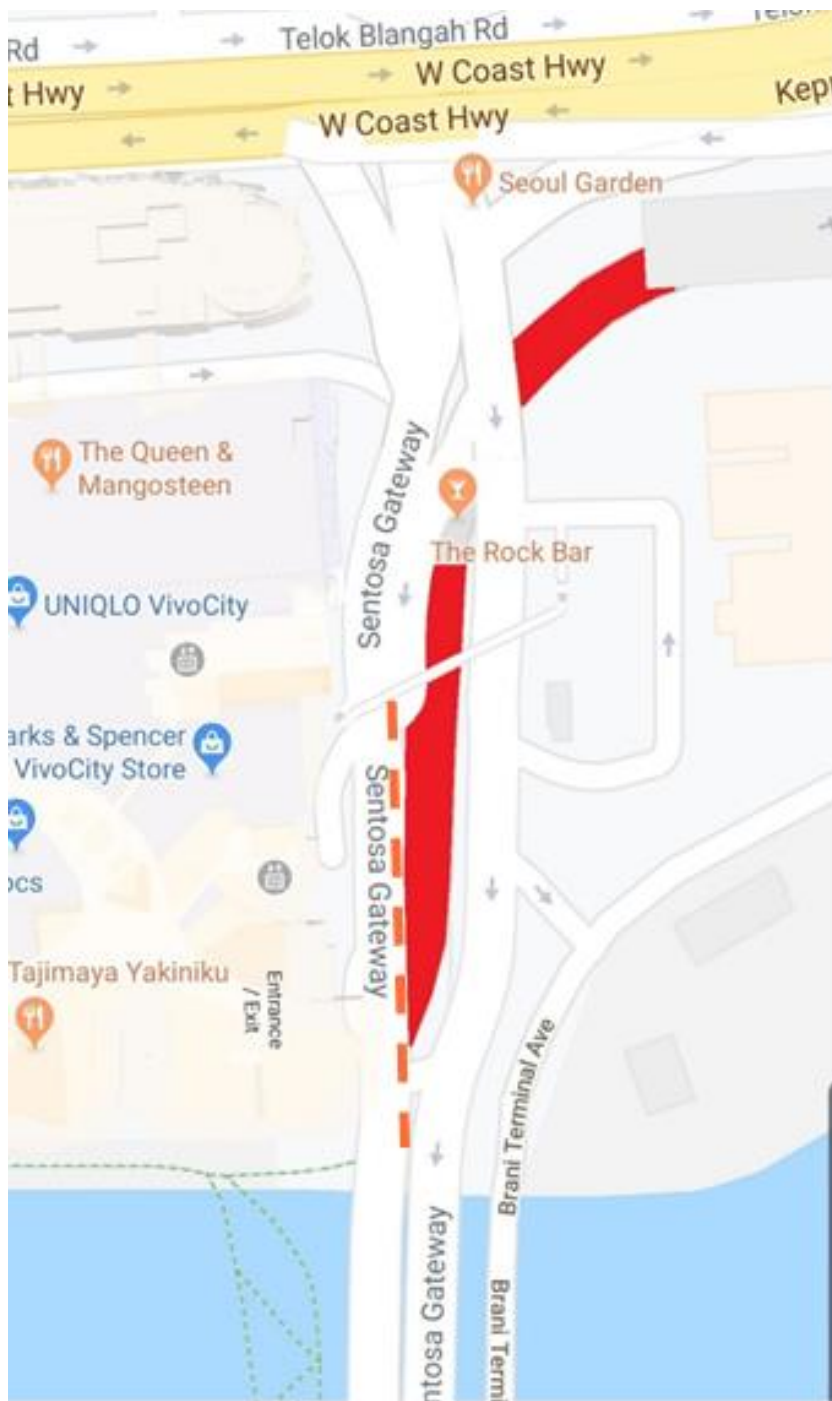 Rd
Telok Blangah Rd
Telok
t Hwy
W Coast Hwy
W Coast Hwy
Kep
Seoul Garden
The Queen &
Mangosteen
Sentosa Gateway
The Rock Bar
UNIQLO VivoCity
arks & Spencer
VivoCity Store
Sentosa Gateway
ocs
Tajimaya Yakiniku
Entrance
/ Exit
Brani Terminal Ave
ntosa Gateway
Brani Termi